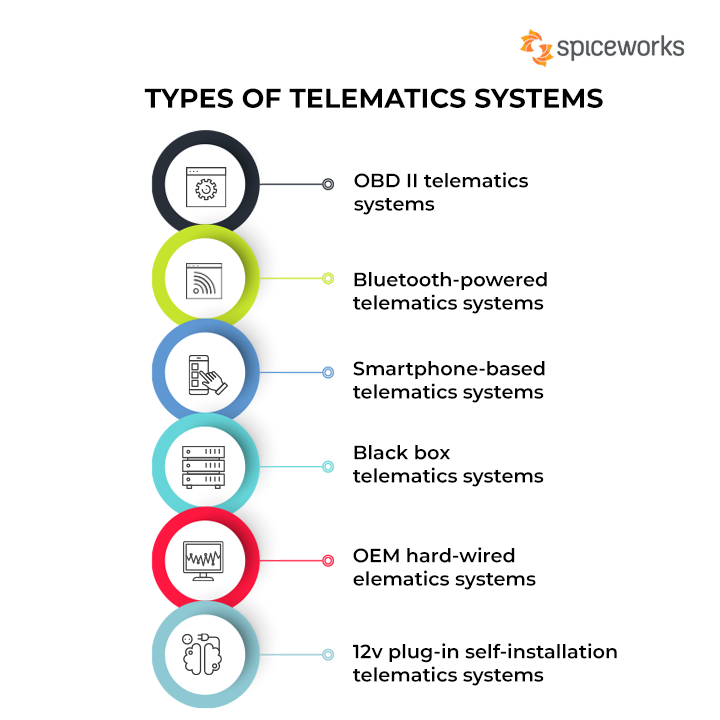 spiceworks
TYPES OF TELEMATICS SYSTEMS
OBD II telematics
systems
Bluetooth-powered
telematics systems
Smartphone-based
telematics systems
Black box
telematics systems
OEM hard-wired
elematics systems
12v plug-in self-installation
telematics systems